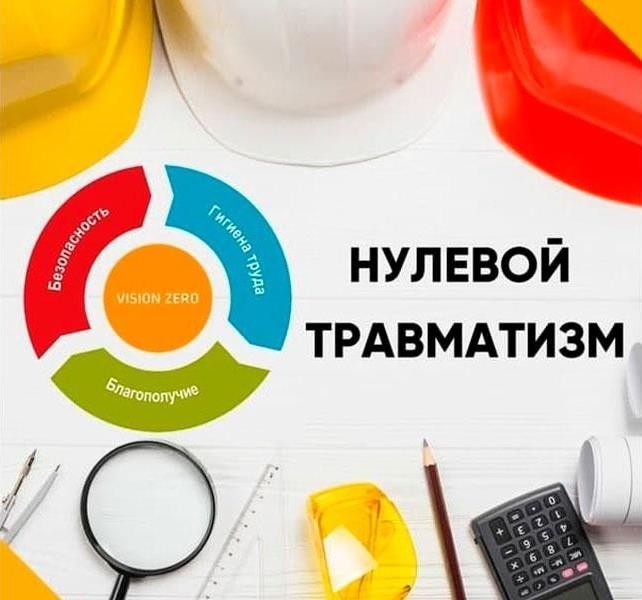 Безопасность
Гигиена труда
VISION ZERO
Благополучие
НУЛЕВОЙ
ТРАВМАТИЗМ